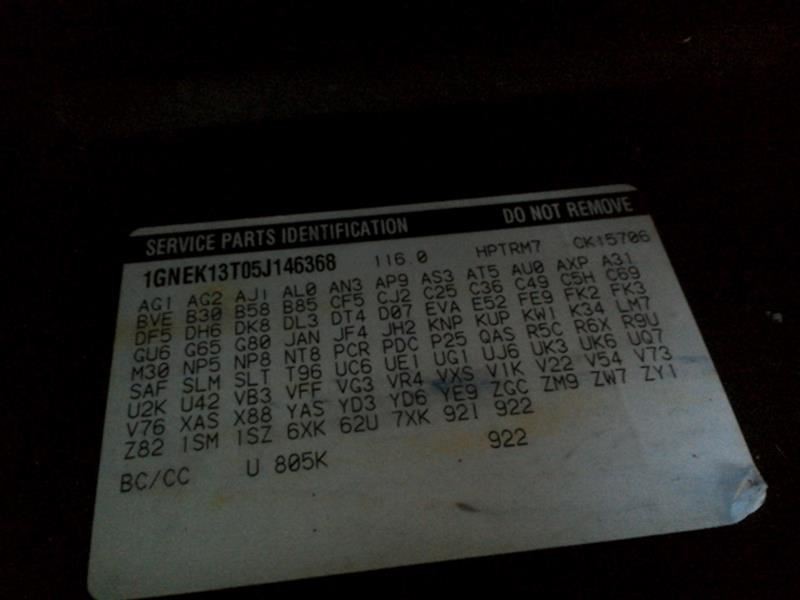 SERVICE PARTS IDENTIFICATION DO NOT REMOVE
1GNEK13T05J146368 116.0 HPTRM7 CK15706
AG1 AG2 AJ1 AL0 AN3 AP9 AS3 AT5 AU0 AXP A31
BVE B30 B58 B85 CF5 CJ2 C25 C36 C49 C5H C69
DF5 DH6 DK8 DL3 DT4 D07 EVA E52 FE9 FK2 FK3
GU6 G65 G80 JAN JF4 JH2 KNP KUP KW1 K34 LM7
M30 NP5 NP8 NT8 PCR PDC P25 QAS R5C R6X R9U
SAF SLM SLT T96 UC6 UE1 UG1 UJ6 UK3 UK6 UQ7
U2K U42 VB3 VFF VG3 VR4 VXS V1K V22 V54 V73
V76 XAS X88 YAS YD3 YD6 YE9 ZGC ZM9 ZW7 ZY1
Z82 1SM 1SZ 6XK 62U 7XK 921 922
BC/CC U 805K 922